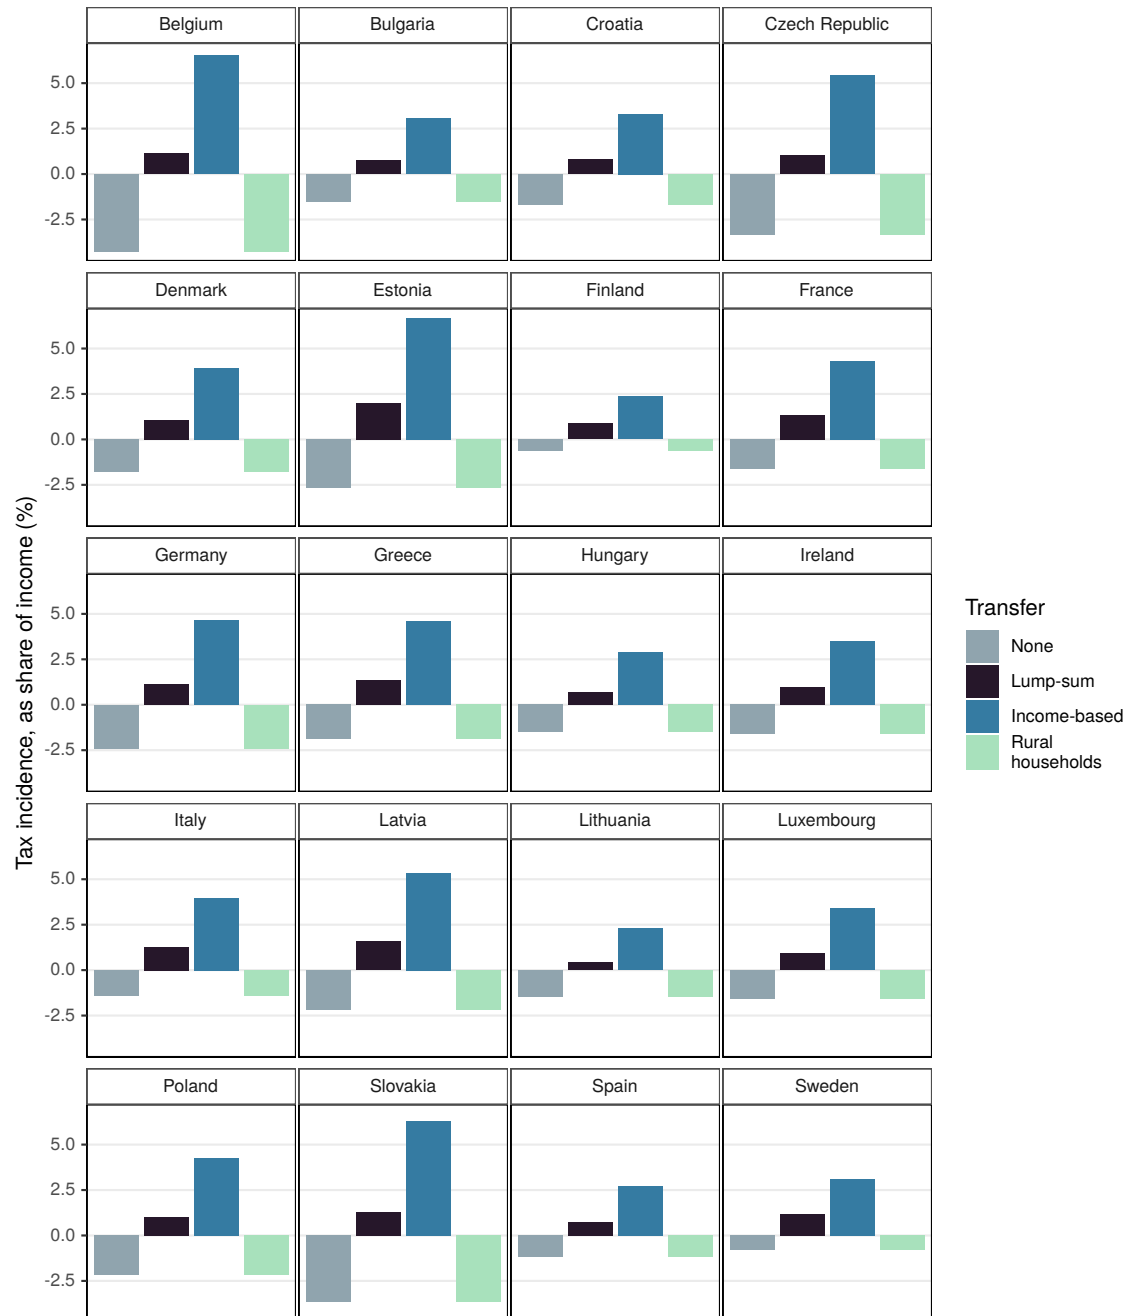 Belgium
Bulgaria
Croatia
Czech Republic
5.0
2.5
0.0
-2.5
Denmark
Estonia
Finland
France
5.0
2.5
0.0
-2.5
Germany
Greece
Hungary
Ireland
5.0
2.5
0.0
-2.5
Italy
Latvia
Lithuania
Luxembourg
5.0
2.5
0.0
-2.5
Poland
Slovakia
Spain
Sweden
5.0
2.5
0.0
-2.5
Tax incidence, as share of income (%)
Transfer
None
Lump-sum
Income-based
Rural
households